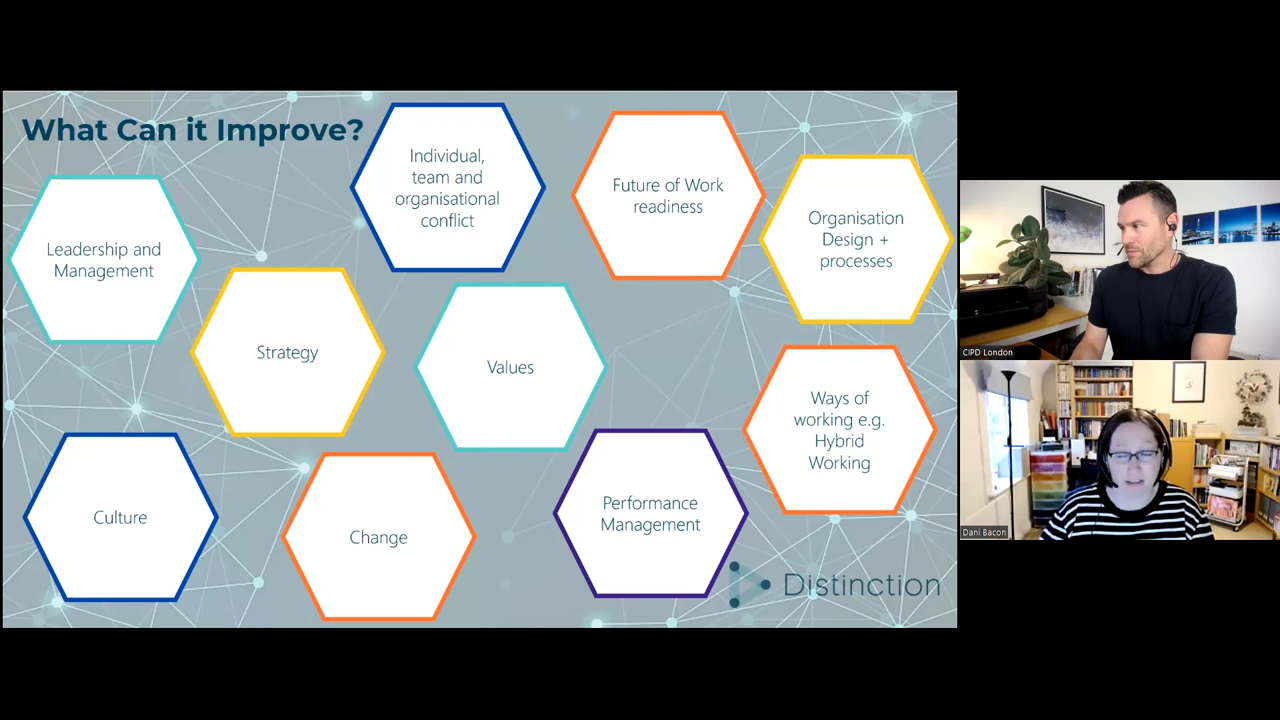 What Can it Improve?
Individual,
team and
organisational
conflict
Future of Work
readiness
Organisation
Design +
processes
Leadership and
Management
Strategy
Values
Ways of
working e.g.
Hybrid
Working
Culture
Change
Performance
Management
Distinction
CIPD London
Dani Bacon